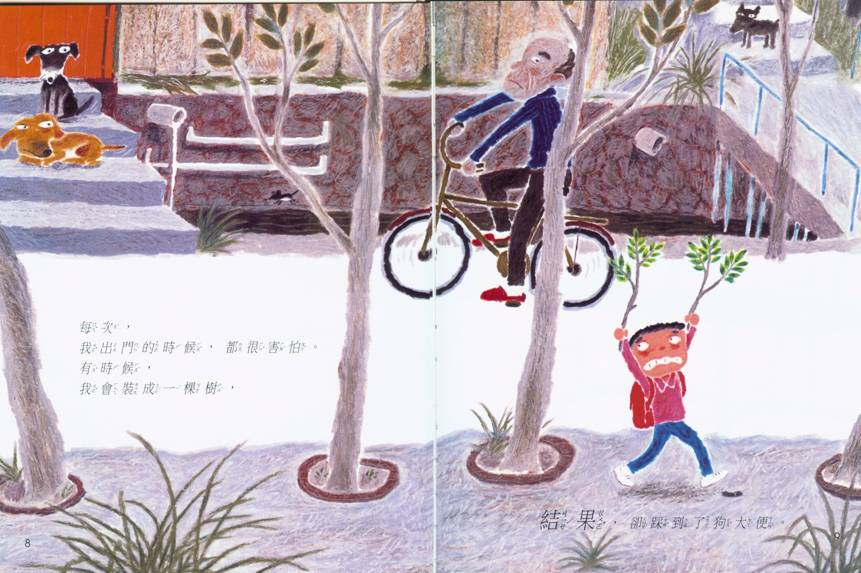 每次，
我出門的時候，都很害怕。
有時候，
我會裝成一棵樹，
結果，卻踩到了狗大便。
8
9